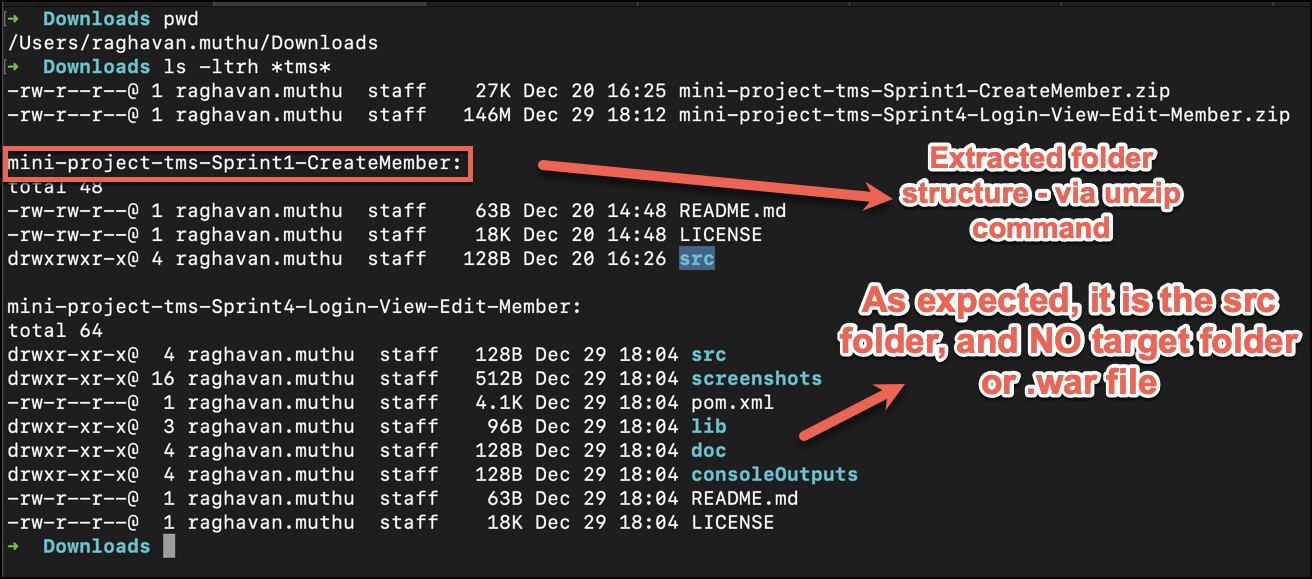 ➜ Downloads pwd
/Users/raghavan.muthu/Downloads
➜ Downloads ls -ltrh *tms*
-rw-r--r--@ 1 raghavan.muthu staff 27K Dec 20 16:25 mini-project-tms-Sprint1-CreateMember.zip
-rw-r--r--@ 1 raghavan.muthu staff 146M Dec 29 18:12 mini-project-tms-Sprint4-Login-View-Edit-Member.zip
mini-project-tms-Sprint1-CreateMember:
total 48
-rw-rw-r--@ 1 raghavan.muthu staff 63B Dec 20 14:48 README.md
-rw-rw-r--@ 1 raghavan.muthu staff 18K Dec 20 14:48 LICENSE
drwxrwxr-x@ 4 raghavan.muthu staff 128B Dec 20 16:26 src
Extracted folder
structure - via unzip
command
mini-project-tms-Sprint4-Login-View-Edit-Member:
total 64
drwxr-xr-x@ 4 raghavan.muthu staff 128B Dec 29 18:04 src
drwxr-xr-x@ 16 raghavan.muthu staff 512B Dec 29 18:04 screenshots
-rw-r--r--@ 1 raghavan.muthu staff 4.1K Dec 29 18:04 pom.xml
drwxr-xr-x@ 3 raghavan.muthu staff 96B Dec 29 18:04 lib
drwxr-xr-x@ 4 raghavan.muthu staff 128B Dec 29 18:04 doc
drwxr-xr-x@ 4 raghavan.muthu staff 128B Dec 29 18:04 consoleOutputs
-rw-r--r--@ 1 raghavan.muthu staff 63B Dec 29 18:04 README.md
-rw-r--r--@ 1 raghavan.muthu staff 18K Dec 29 18:04 LICENSE
As expected, it is the src
folder, and NO target folder
or .war file
➜ Downloads